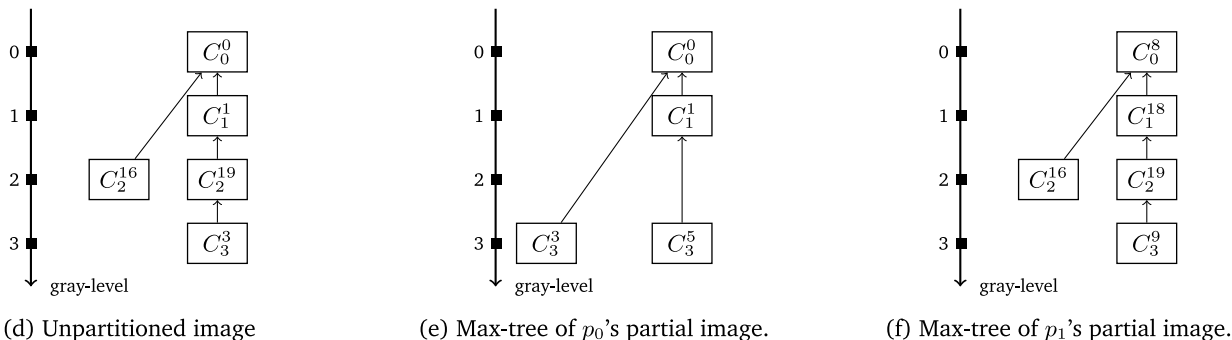 0 C_0^0
1 C_1^1
2 C_2^16 C_2^19
3 C_3^3
gray-level
(d) Unpartitioned image
0 C_0^0
1 C_1^1
2
3 C_3^3 C_3^5
gray-level
(e) Max-tree of p_0's partial image.
0 C_0^8
1 C_1^18
2 C_2^16 C_2^19
3 C_3^9
gray-level
(f) Max-tree of p_1's partial image.